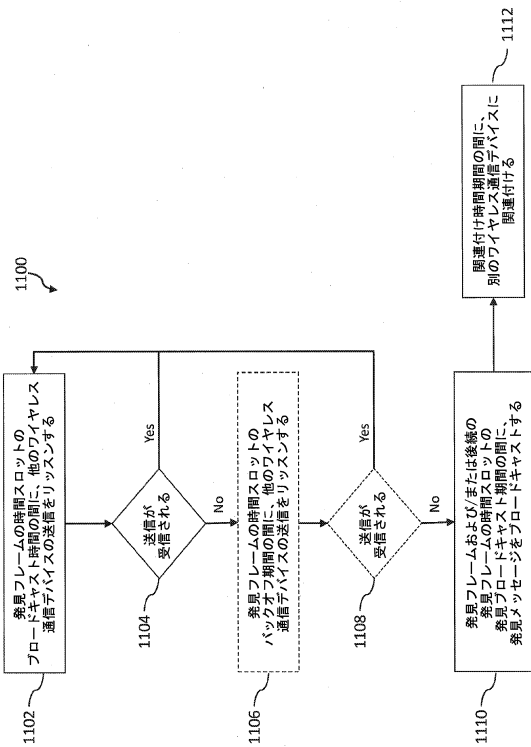 1100
発見フレームの時間スロットの
ブロードキャスト時間の間に、他のワイヤレス
通信デバイスの送信をリッスンする
1102
送信が
受信される
Yes
1104
No
発見フレームの時間スロットの
バックオフ期間の間に、他のワイヤレス
通信デバイスの送信をリッスンする
1106
送信が
受信される
Yes
1108
No
発見フレームおよび/または後続の
発見フレームの時間スロットの
発見ブロードキャスト期間の間に、
発見メッセージをブロードキャストする
1110
関連付け時間期間の間に、
別のワイヤレス通信デバイスに
関連付ける
1112